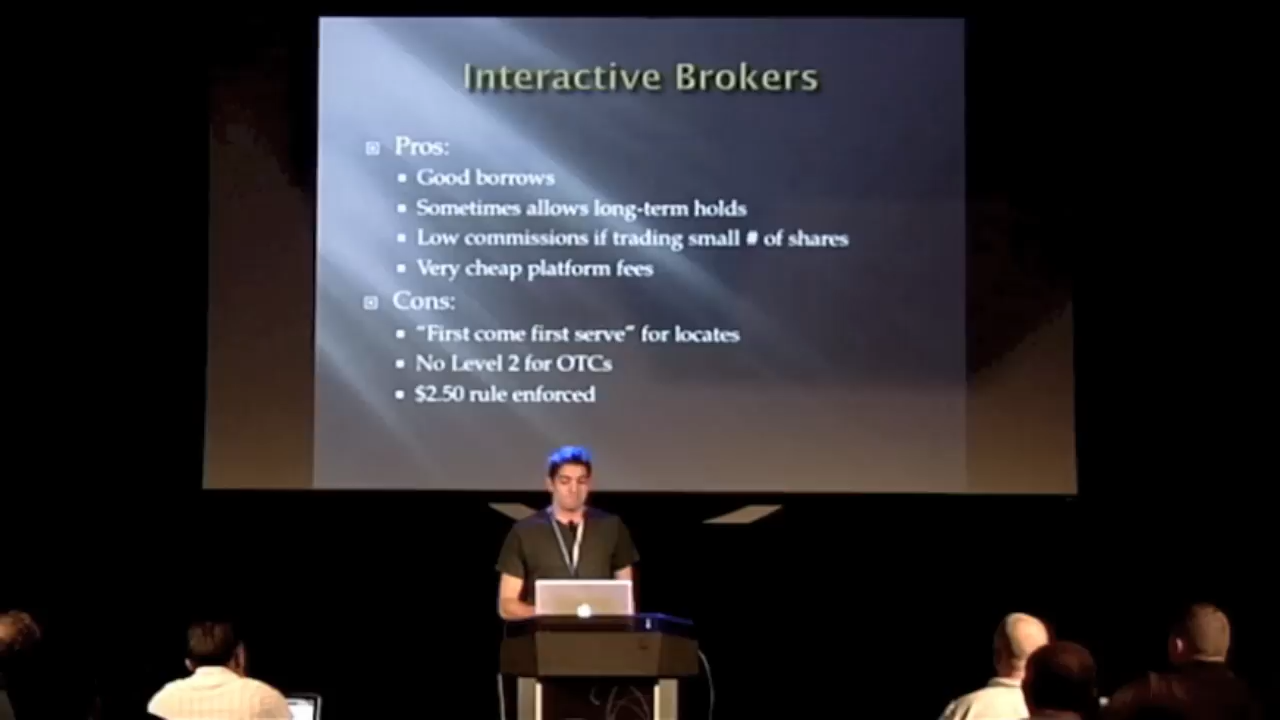 Interactive Brokers
Pros:
Good borrows
Sometimes allows long-term holds
Low commissions if trading small # of shares
Very cheap platform fees
Cons:
“First come first serve” for locates
No Level 2 for OTCs
$2.50 rule enforced